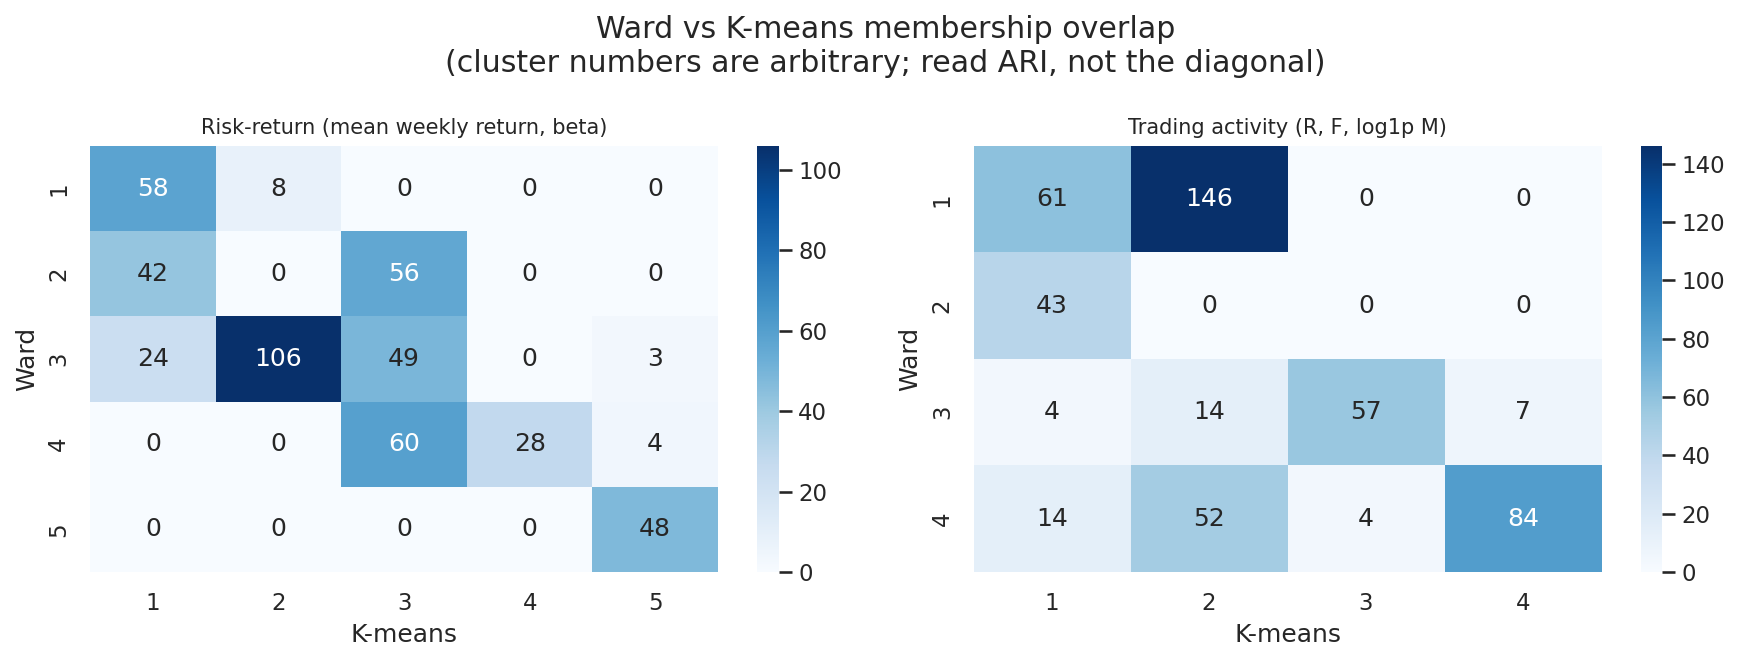 Ward vs K-means membership overlap
(cluster numbers are arbitrary; read ARI, not the diagonal)
Risk-return (mean weekly return, beta)
Ward
1 58 8 0 0 0
2 42 0 56 0 0
3 24 106 49 0 3
4 0 0 60 28 4
5 0 0 0 0 48
1 2 3 4 5
K-means
100
80
60
40
20
0
Trading activity (R, F, log1p M)
Ward
1 61 146 0 0
2 43 0 0 0
3 4 14 57 7
4 14 52 4 84
1 2 3 4
K-means
140
120
100
80
60
40
20
0